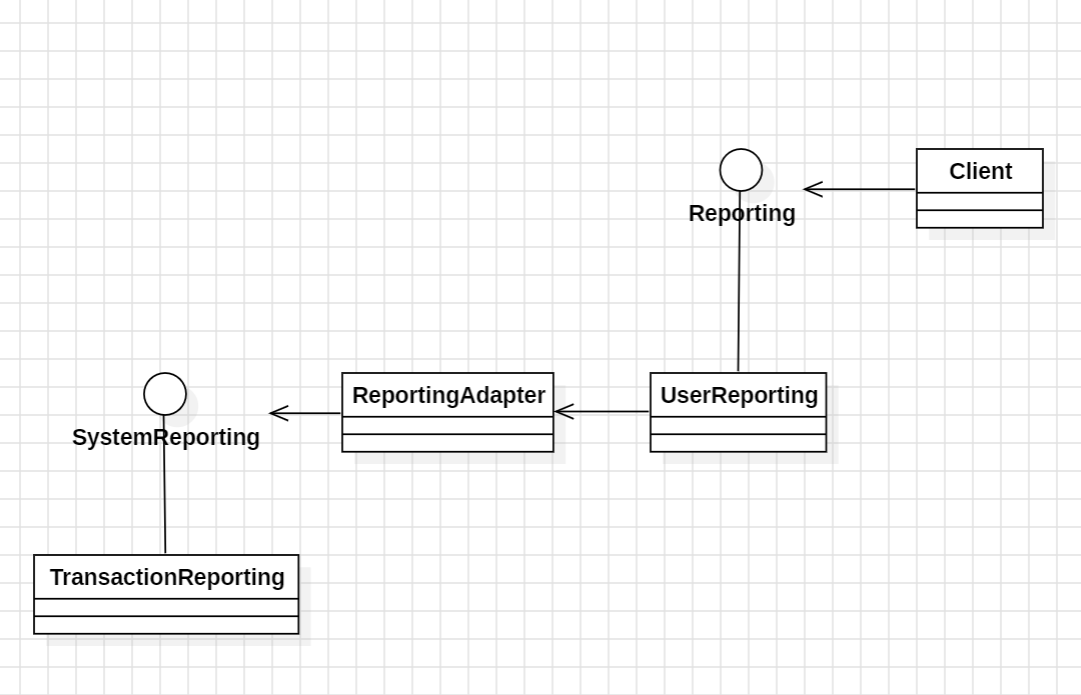 Client
Reporting
ReportingAdapter
UserReporting
SystemReporting
TransactionReporting